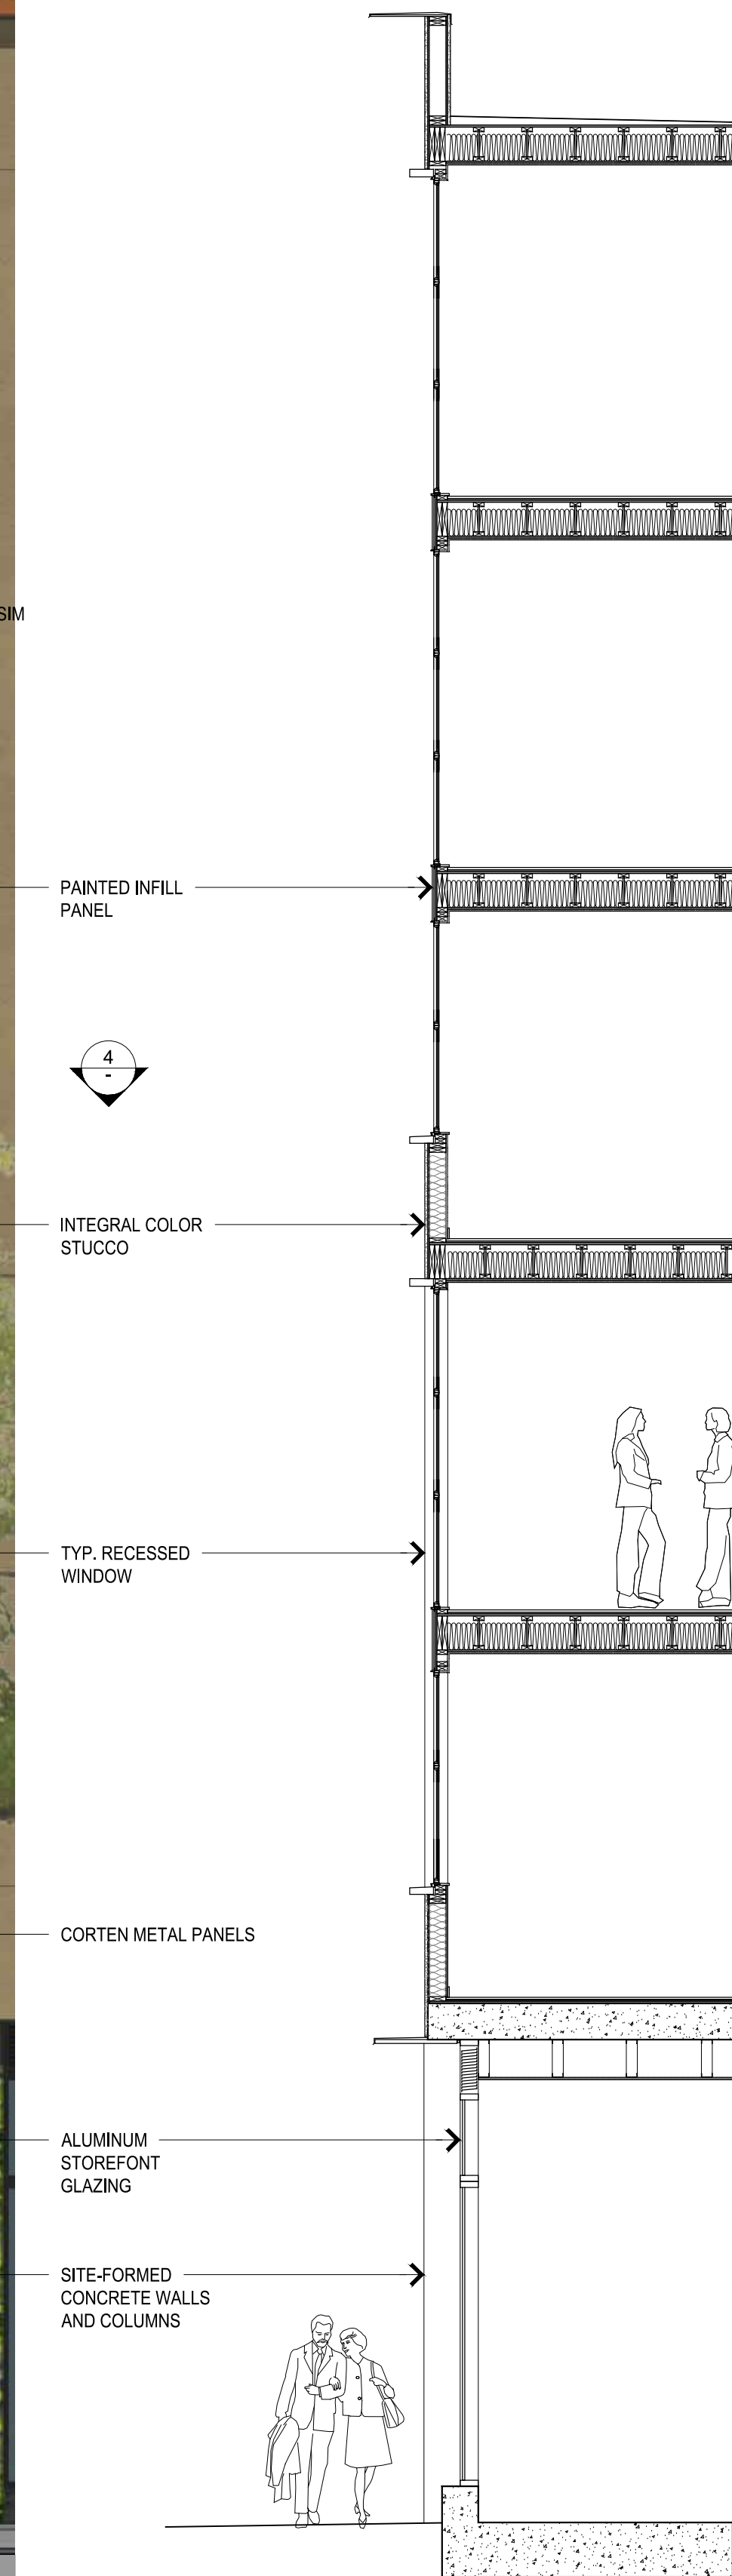 SIM
PAINTED INFILL
PANEL
4
-
INTEGRAL COLOR
STUCCO
TYP. RECESSED
WINDOW
CORTEN METAL PANELS
ALUMINUM
STOREFONT
GLAZING
SITE-FORMED
CONCRETE WALLS
AND COLUMNS